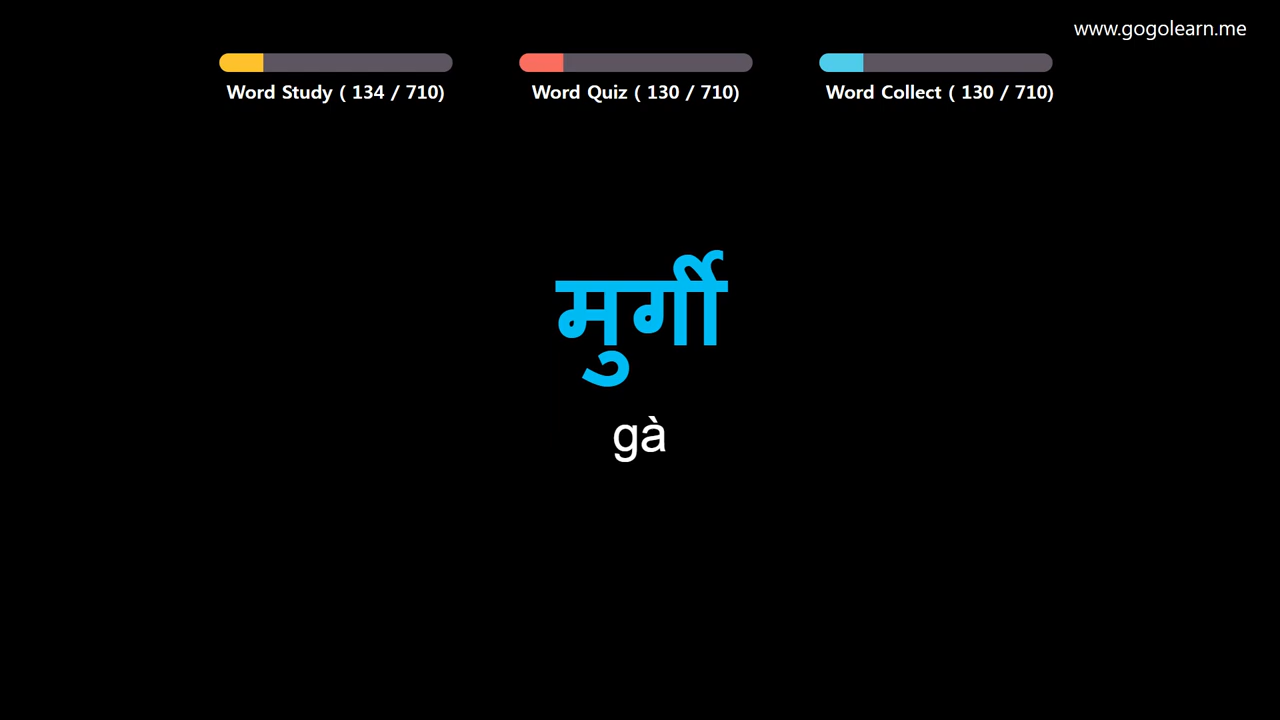 www.gogolearn.me
Word Study ( 134 / 710)
Word Quiz ( 130 / 710)
Word Collect ( 130 / 710)
मुर्गी
gà